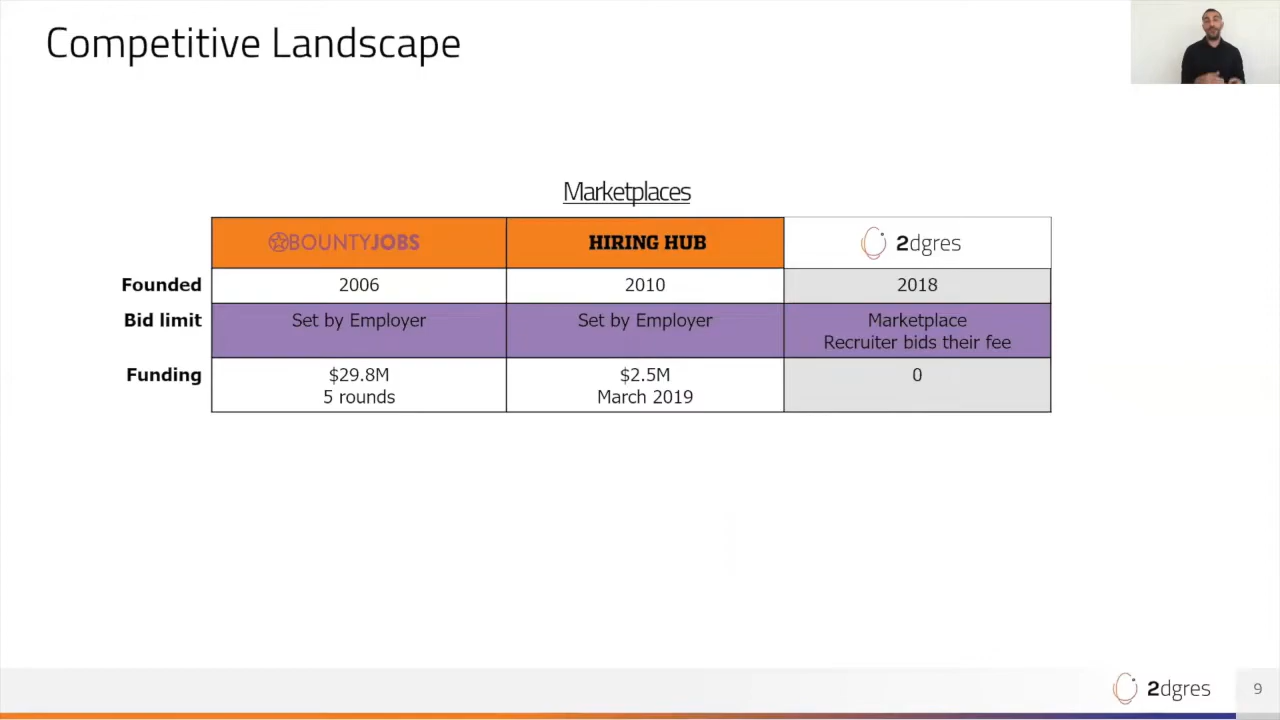 Competitive Landscape
Marketplaces
BOUNTYJOBS HIRING HUB 2dgres
Founded 2006 2010 2018
Bid limit Set by Employer Set by Employer Marketplace
Recruiter bids their fee
Funding $29.8M $2.5M 0
5 rounds March 2019
2dgres 9